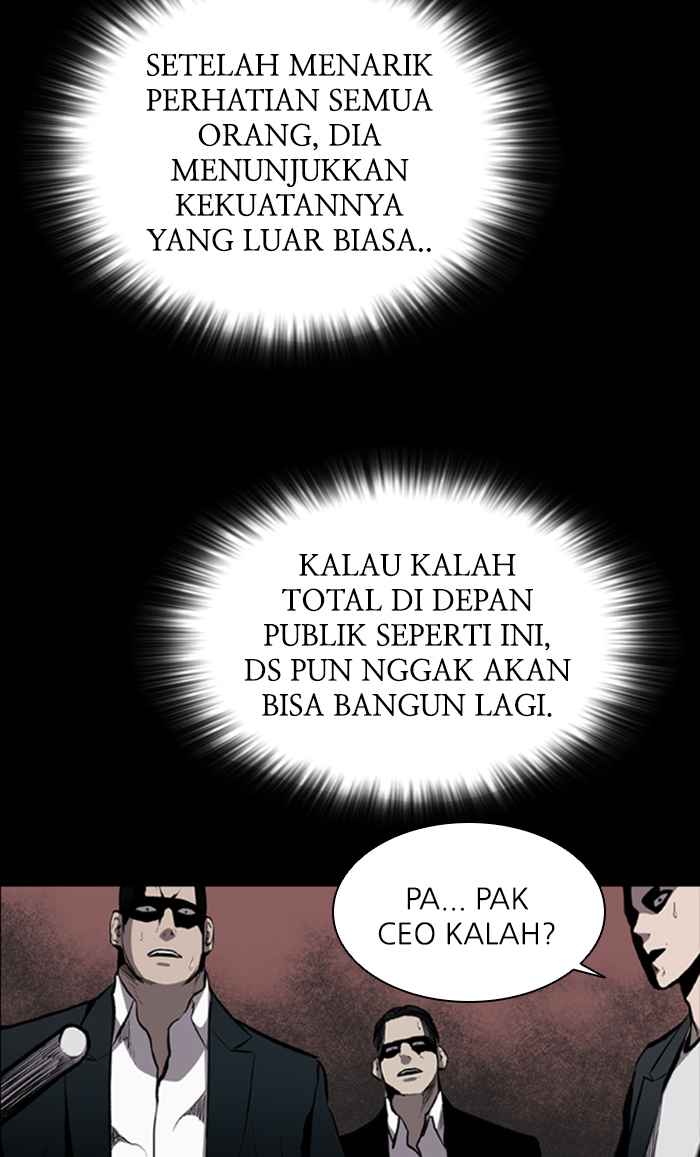 SETELAH MENARIK
PERHATIAN SEMUA
ORANG, DIA
MENUNJUKKAN
KEKUATANNYA
YANG LUAR BIASA..
KALAU KALAH
TOTAL DI DEPAN
PUBLIK SEPERTI INI,
DS PUN NGGAK AKAN
BISA BANGUN LAGI.
PA... PAK
CEO KALAH?